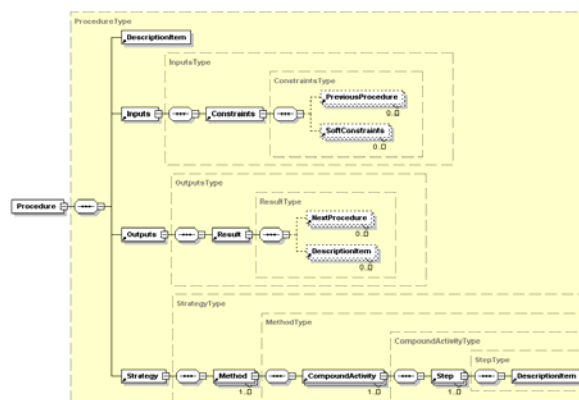 ProcedureType
DescriptionItem
InputsType
ConstraintsType
PreviousProcedure
0..
Inputs
Constraints
SoftConstraints
0..
OutputsType
ResultType
Procedure
NextProcedure
0..
Outputs
Result
DescriptionItem
0..
StrategyType
MethodType
CompoundActivityType
StepType
Strategy
Method
CompoundActivity
Step
DescriptionItem
1..
1..
1..